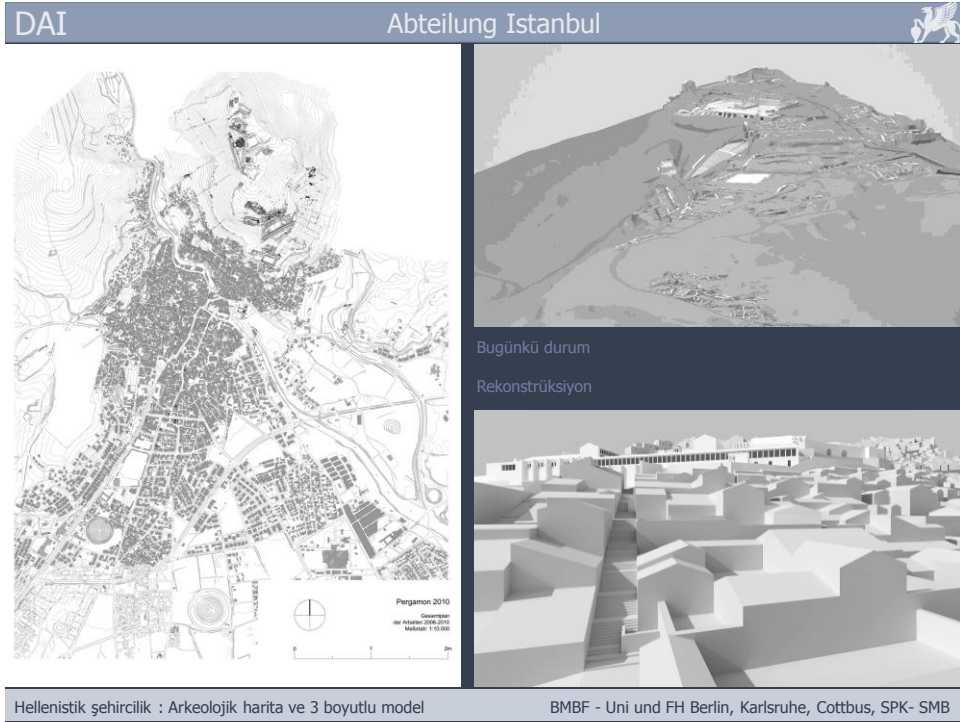 DAI
Abteilung Istanbul
Pergamon 2010
Gesamtplan
der Arbeiten 2006-2010
Maßstab: 1:10.000
0 1 2m
Bugünkü durum
Rekonstrüksiyon
Hellenistik şehircilik : Arkeolojik harita ve 3 boyutlu model
BMBF - Uni und FH Berlin, Karlsruhe, Cottbus, SPK- SMB